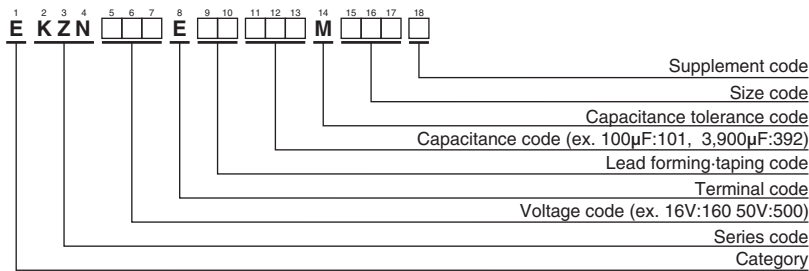 1 2 3 4 5 6 7 8 9 10 11 12 13 14 15 16 17 18
E K Z N □ □ □ E □ □ □ □ □ M □ □ □ □
Supplement code
Size code
Capacitance tolerance code
Capacitance code (ex. 100µF:101, 3,900µF:392)
Lead forming·taping code
Terminal code
Voltage code (ex. 16V:160 50V:500)
Series code
Category